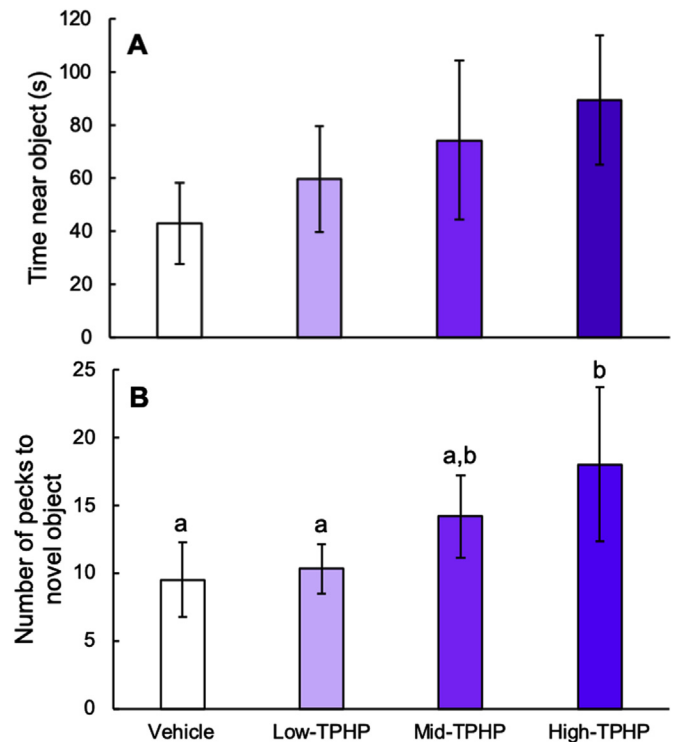 A
Time near object (s)
120
100
80
60
40
20
0
B
Number of pecks to
novel object
25
20
15
10
5
0
a
a
a,b
b
Vehicle
Low-TPHP
Mid-TPHP
High-TPHP